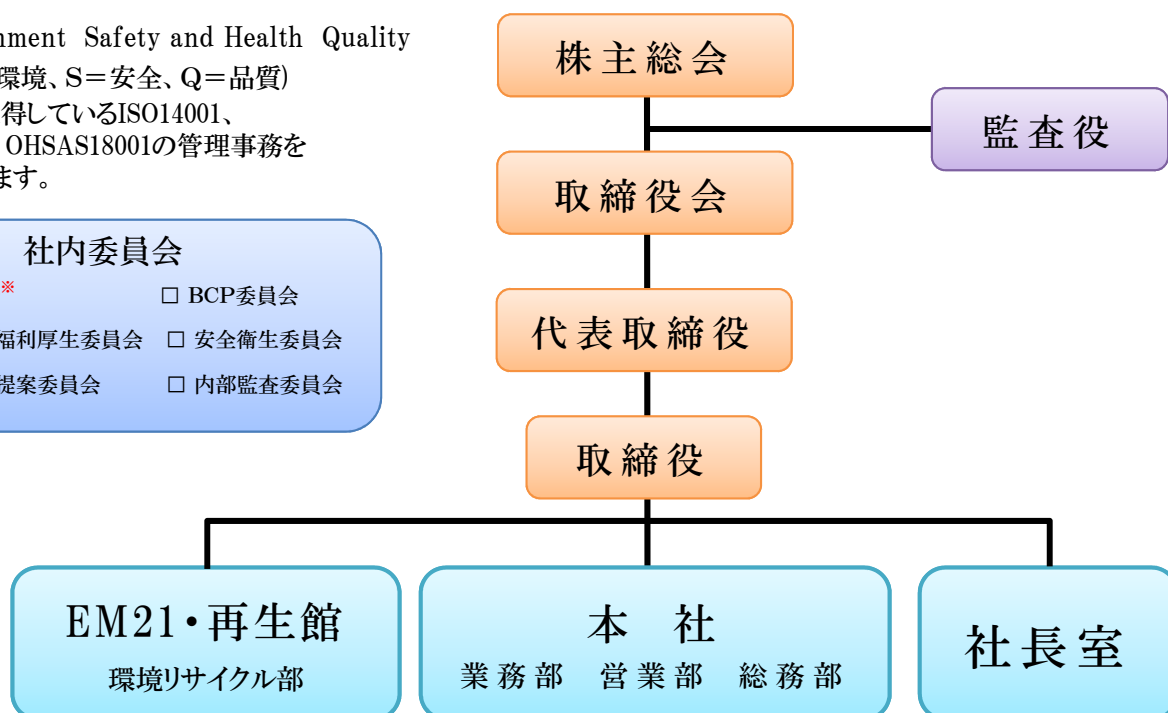 nment Safety and Health Quality
環境、S＝安全、Q＝品質)
得しているISO14001、
OHSAS18001の管理事務を
ます。
株主総会
監査役
取締役会
代表取締役
取締役
社内委員会
※
□ BCP委員会
福利厚生委員会 □ 安全衛生委員会
提案委員会 □ 内部監査委員会
EM21・再生館
環境リサイクル部
本 社
業務部 営業部 総務部
社長室